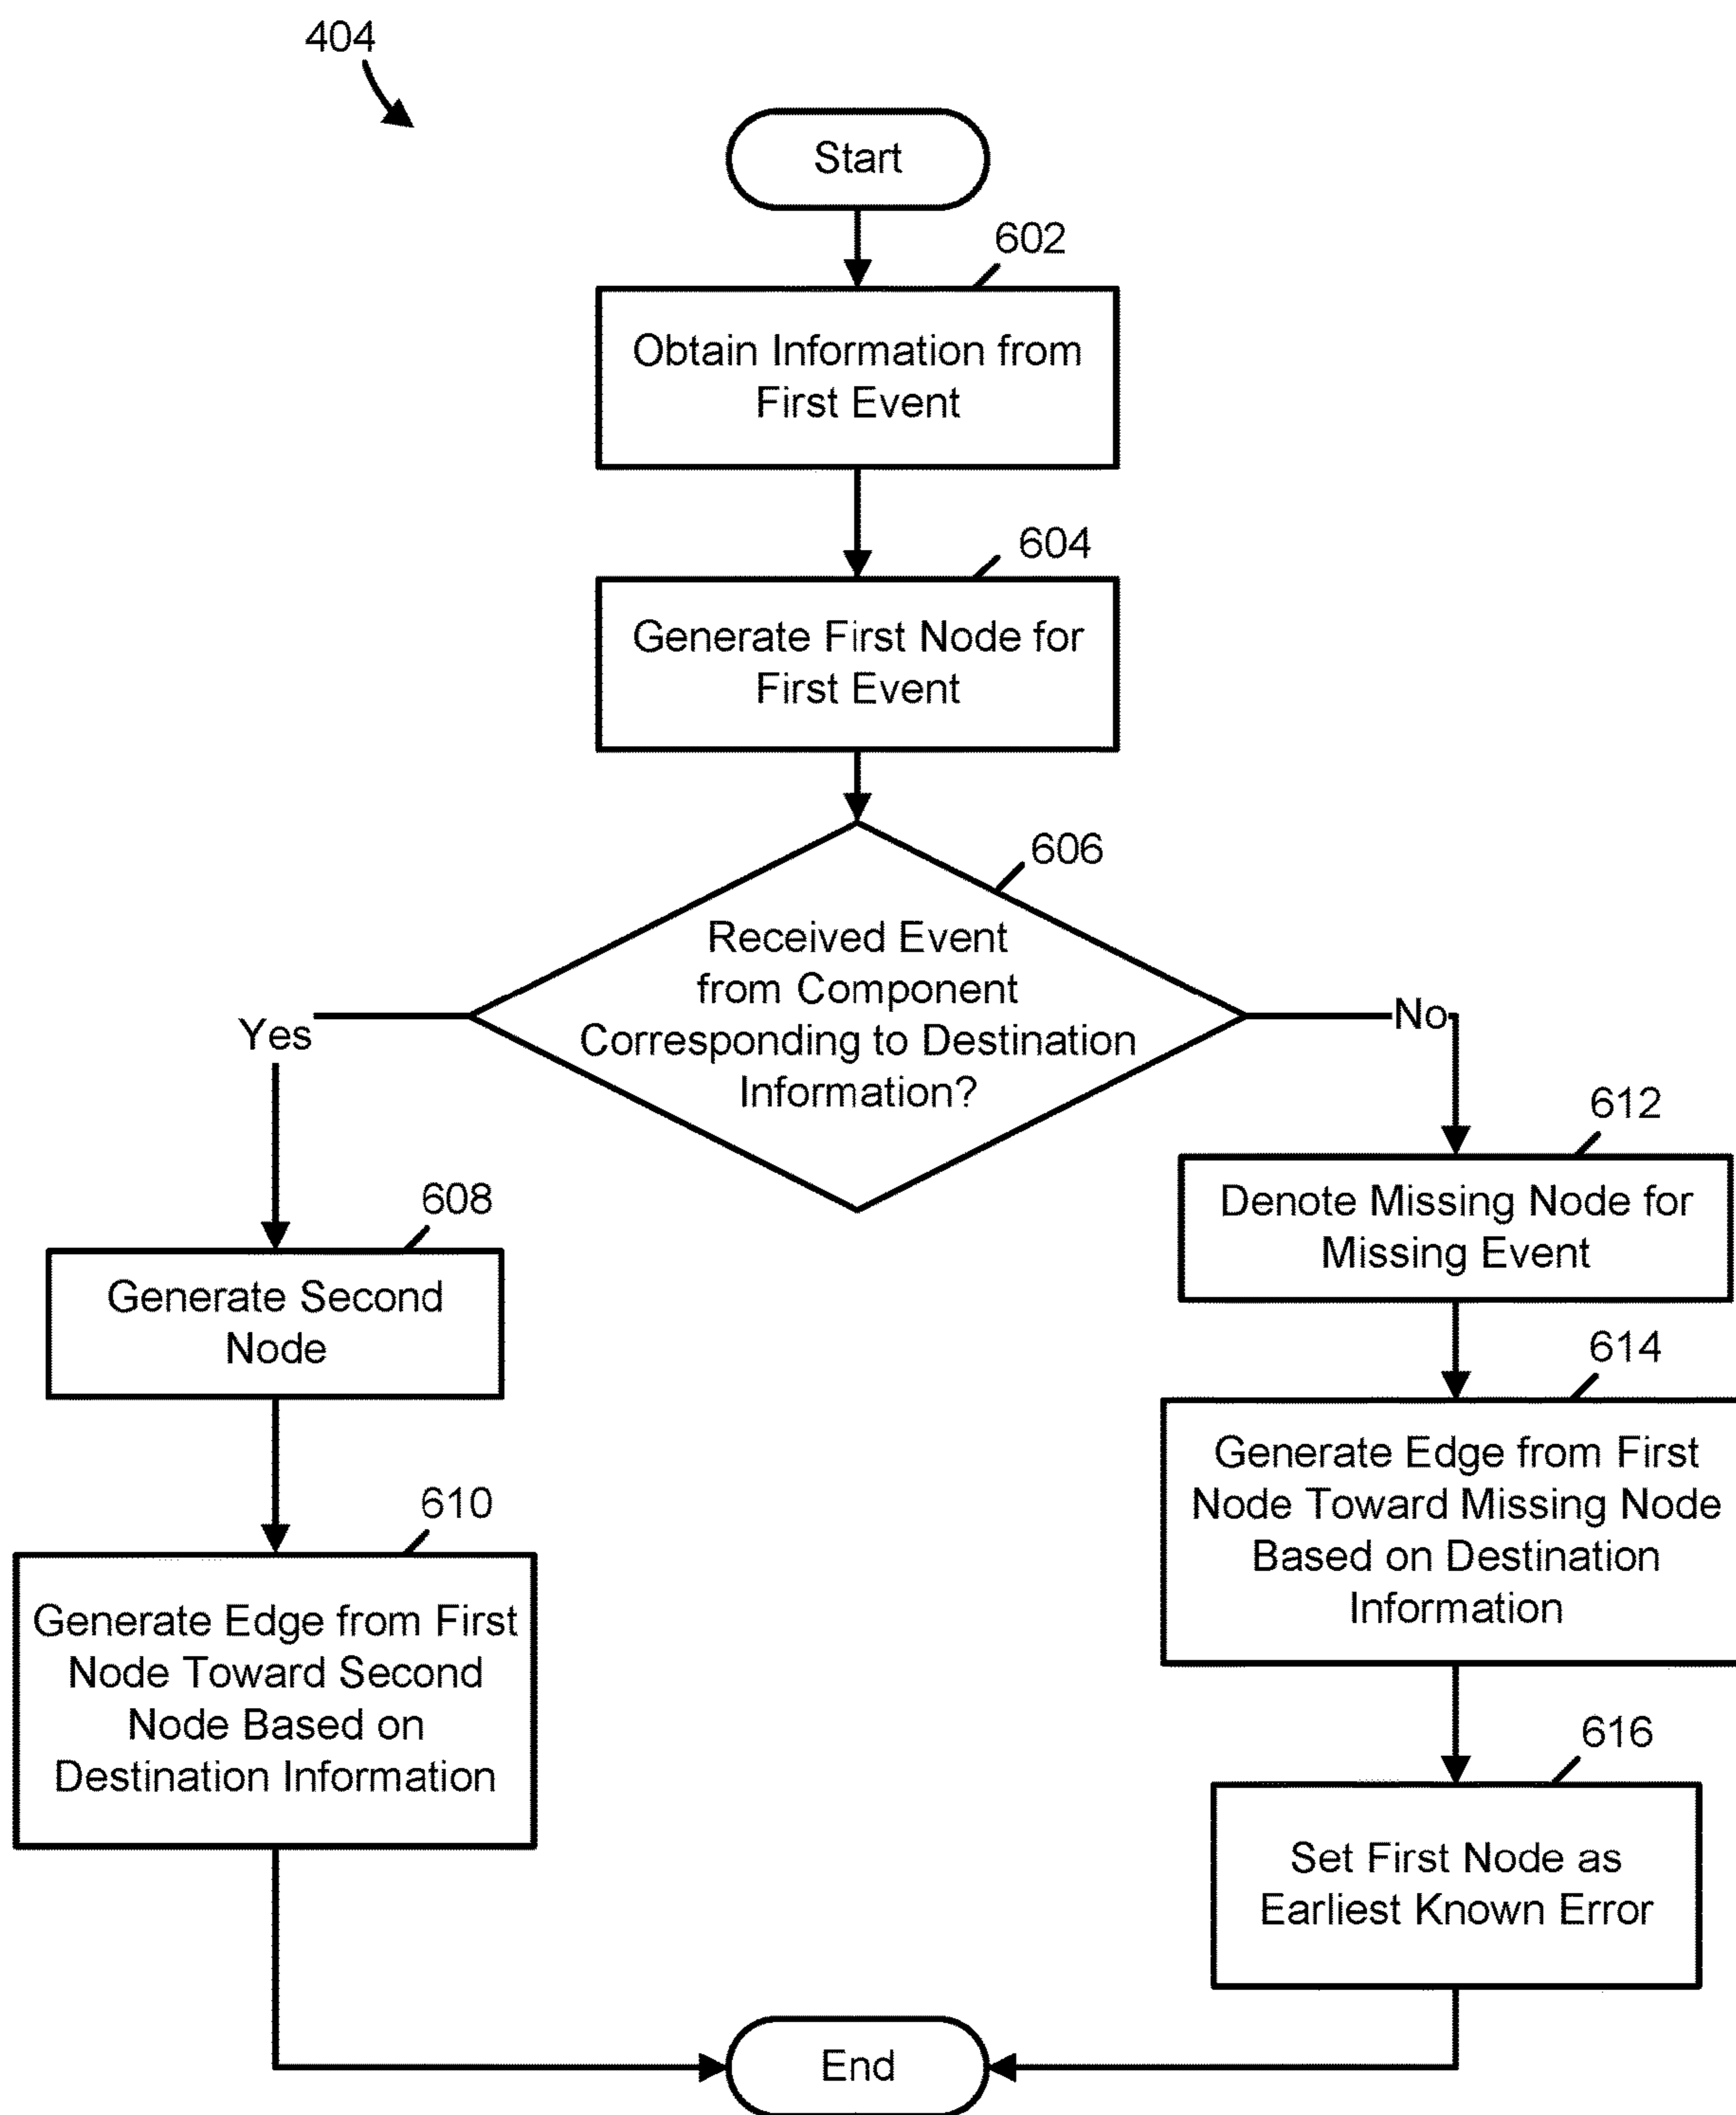 404
Start
602
Obtain Information from
First Event
604
Generate First Node for
First Event
606
Received Event
from Component
Corresponding to Destination
Information?
Yes
No
608
Generate Second
Node
610
Generate Edge from First
Node Toward Second
Node Based on
Destination Information
612
Denote Missing Node for
Missing Event
614
Generate Edge from First
Node Toward Missing Node
Based on Destination
Information
616
Set First Node as
Earliest Known Error
End